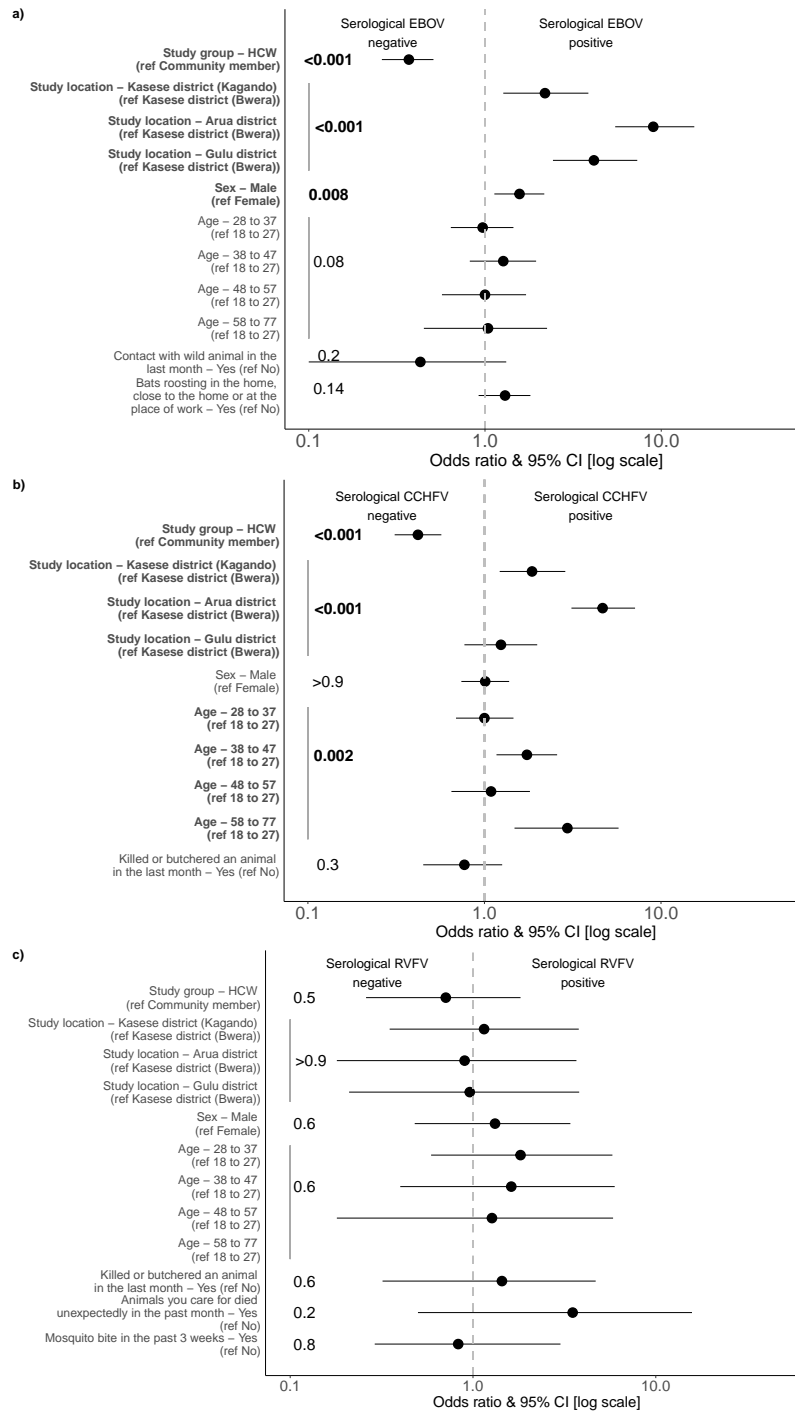 a)
Serological EBOV
negative
Serological EBOV
positive
Study group – HCW
(ref Community member)
<0.001
Study location – Kasese district (Kagando)
(ref Kasese district (Bwera))
Study location – Arua district
(ref Kasese district (Bwera))
<0.001
Study location – Gulu district
(ref Kasese district (Bwera))
Sex – Male
(ref Female)
0.008
Age – 28 to 37
(ref 18 to 27)
Age – 38 to 47
(ref 18 to 27)
0.08
Age – 48 to 57
(ref 18 to 27)
Age – 58 to 77
(ref 18 to 27)
Contact with wild animal in the
last month – Yes (ref No)
0.2
Bats roosting in the home,
close to the home or at the
place of work – Yes (ref No)
0.14
0.1 1.0 10.0
Odds ratio & 95% CI [log scale]
b)
Serological CCHFV
negative
Serological CCHFV
positive
Study group – HCW
(ref Community member)
<0.001
Study location – Kasese district (Kagando)
(ref Kasese district (Bwera))
Study location – Arua district
(ref Kasese district (Bwera))
<0.001
Study location – Gulu district
(ref Kasese district (Bwera))
Sex – Male
(ref Female)
>0.9
Age – 28 to 37
(ref 18 to 27)
Age – 38 to 47
(ref 18 to 27)
0.002
Age – 48 to 57
(ref 18 to 27)
Age – 58 to 77
(ref 18 to 27)
Killed or butchered an animal
in the last month – Yes (ref No)
0.3
0.1 1.0 10.0
Odds ratio & 95% CI [log scale]
c)
Serological RVFV
negative
Serological RVFV
positive
Study group – HCW
(ref Community member)
0.5
Study location – Kasese district (Kagando)
(ref Kasese district (Bwera))
Study location – Arua district
(ref Kasese district (Bwera))
>0.9
Study location – Gulu district
(ref Kasese district (Bwera))
Sex – Male
(ref Female)
0.6
Age – 28 to 37
(ref 18 to 27)
Age – 38 to 47
(ref 18 to 27)
0.6
Age – 48 to 57
(ref 18 to 27)
Age – 58 to 77
(ref 18 to 27)
Killed or butchered an animal
in the last month – Yes (ref No)
0.6
Animals you care for died
unexpectedly in the past month – Yes
(ref No)
0.2
Mosquito bite in the past 3 weeks – Yes
(ref No)
0.8
0.1 1.0 10.0
Odds ratio & 95% CI [log scale]